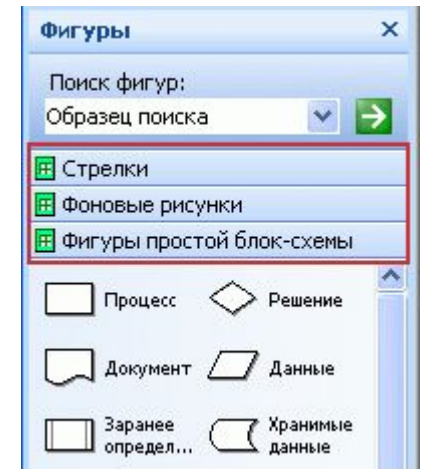 Фигуры
Поиск фигур:
Образец поиска
Стрелки
Фоновые рисунки
Фигуры простой блок-схемы
Процесс Решение
Документ Данные
Заранее Хранимые
определ... данные